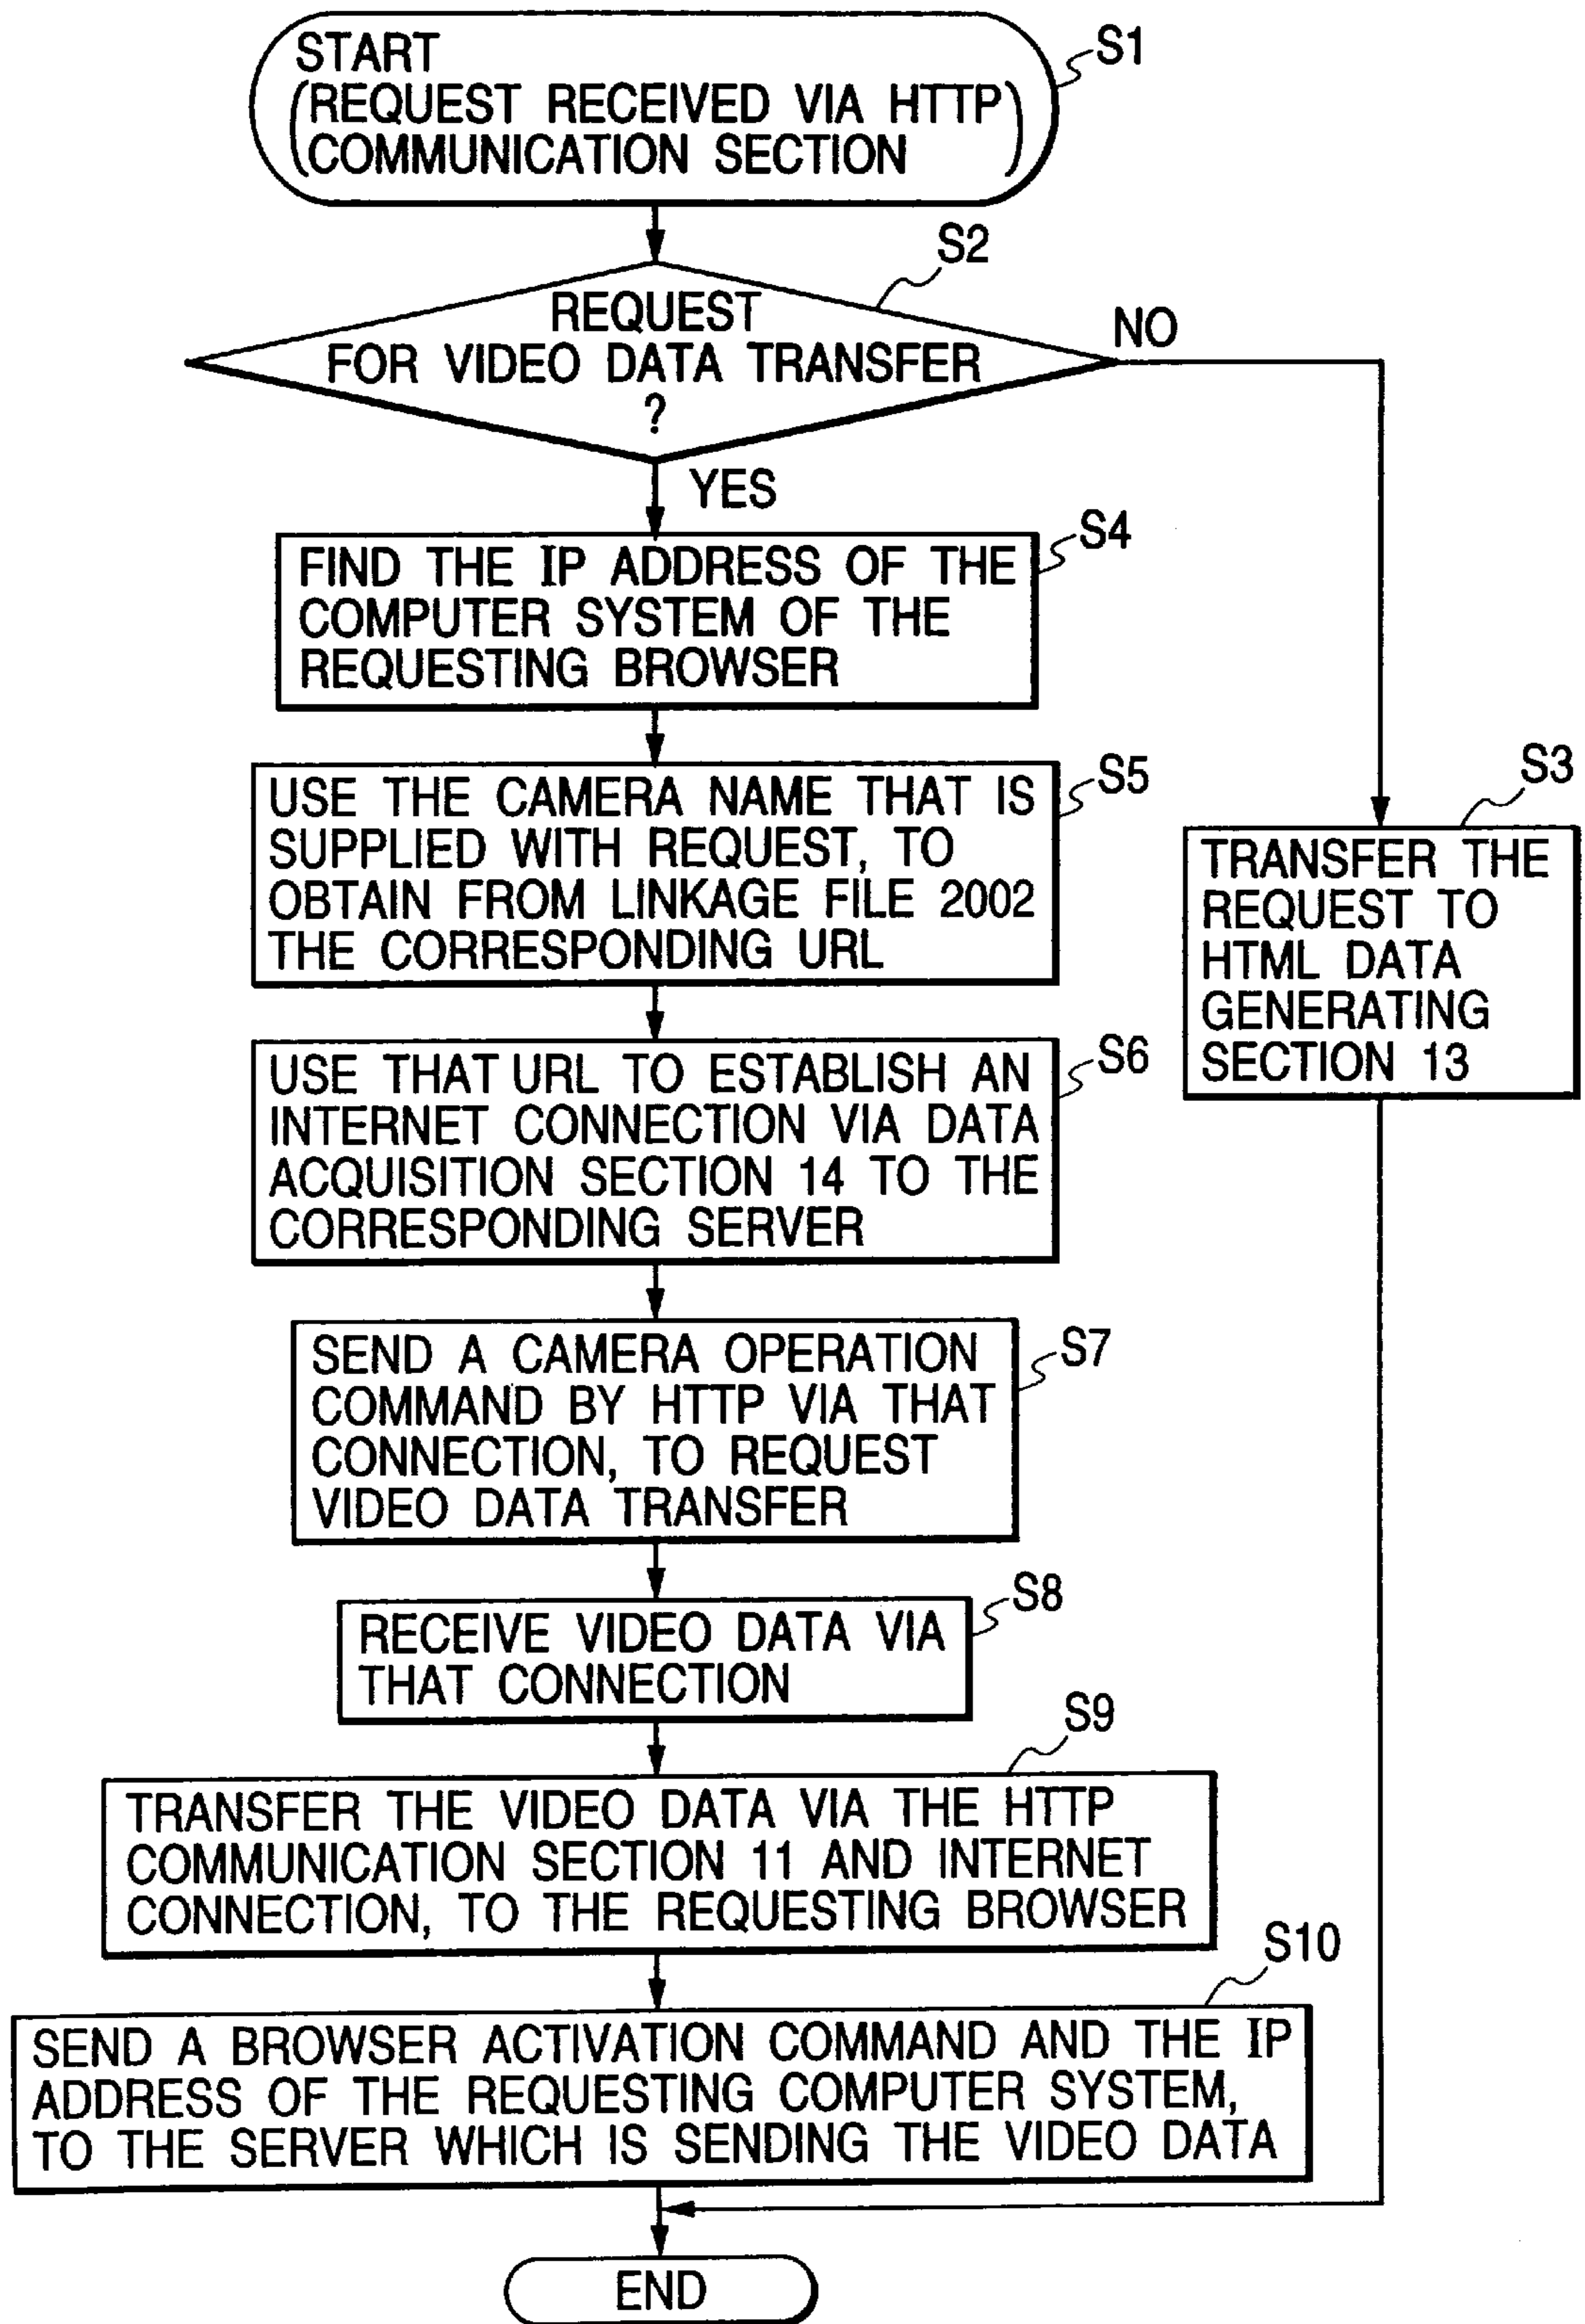 START
(REQUEST RECEIVED VIA HTTP
COMMUNICATION SECTION)
S1
S2
REQUEST
FOR VIDEO DATA TRANSFER
?
NO
YES
S4
FIND THE IP ADDRESS OF THE
COMPUTER SYSTEM OF THE
REQUESTING BROWSER
S5
USE THE CAMERA NAME THAT IS
SUPPLIED WITH REQUEST, TO
OBTAIN FROM LINKAGE FILE 2002
THE CORRESPONDING URL
S3
TRANSFER THE
REQUEST TO
HTML DATA
GENERATING
SECTION 13
S6
USE THAT URL TO ESTABLISH AN
INTERNET CONNECTION VIA DATA
ACQUISITION SECTION 14 TO THE
CORRESPONDING SERVER
S7
SEND A CAMERA OPERATION
COMMAND BY HTTP VIA THAT
CONNECTION, TO REQUEST
VIDEO DATA TRANSFER
S8
RECEIVE VIDEO DATA VIA
THAT CONNECTION
S9
TRANSFER THE VIDEO DATA VIA THE HTTP
COMMUNICATION SECTION 11 AND INTERNET
CONNECTION, TO THE REQUESTING BROWSER
S10
SEND A BROWSER ACTIVATION COMMAND AND THE IP
ADDRESS OF THE REQUESTING COMPUTER SYSTEM,
TO THE SERVER WHICH IS SENDING THE VIDEO DATA
END